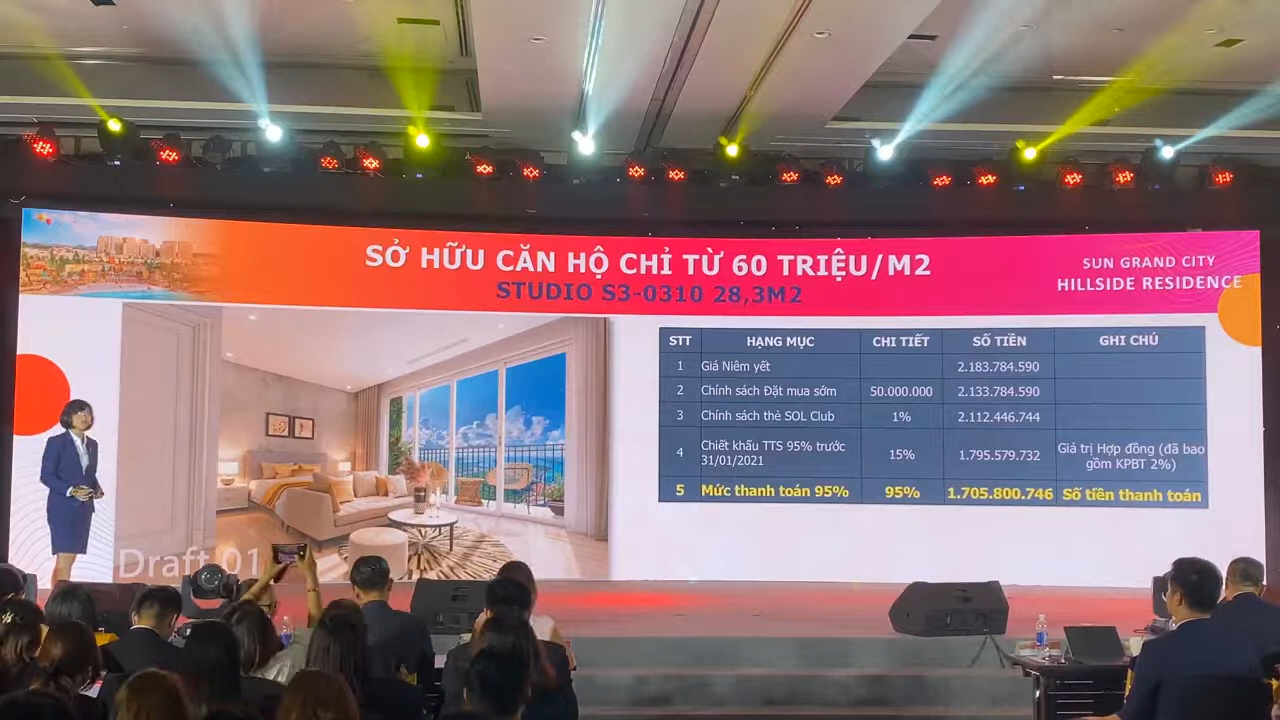 SỞ HỮU CĂN HỘ CHỈ TỪ 60 TRIỆU/M2
STUDIO S3-0310 28,3M2
SUN GRAND CITY
HILLSIDE RESIDENCE
STT HẠNG MỤC CHI TIẾT SỐ TIỀN GHI CHÚ
1 Giá Niêm yết 2.183.784.590
2 Chính sách Đặt mua sớm 50.000.000 2.133.784.590
3 Chính sách thẻ SOL Club 1% 2.112.446.744
4 Chiết khấu TTS 95% trước 15% 1.795.579.732 Giá trị Hợp đồng (đã bao
31/01/2021 gồm KPBT 2%)
5 Mức thanh toán 95% 95% 1.705.800.746 Số tiền thanh toán
Draft 01